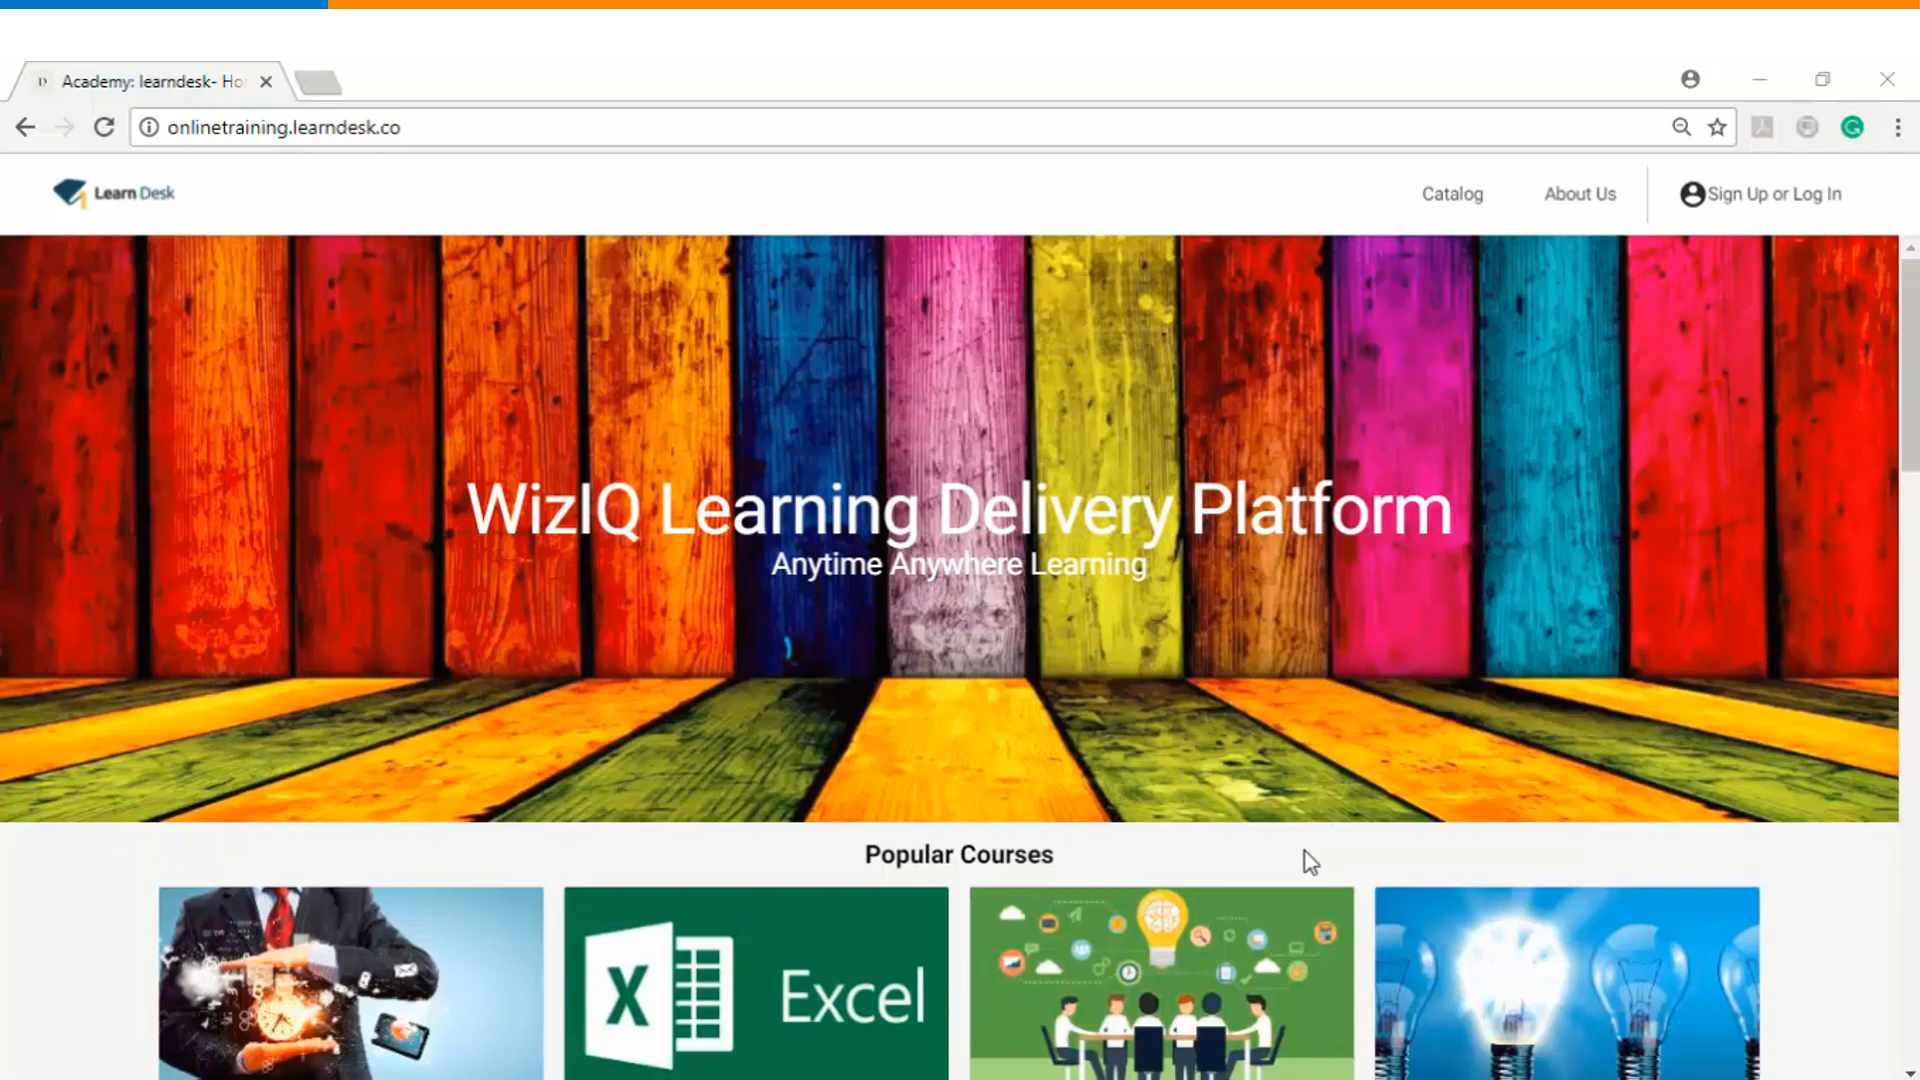 Academy: learndesk- Ho
onlinetraining.learndesk.co
Learn Desk
Catalog
About Us
Sign Up or Log In
WizIQ Learning Delivery Platform
Anytime Anywhere Learning
Popular Courses
X Excel